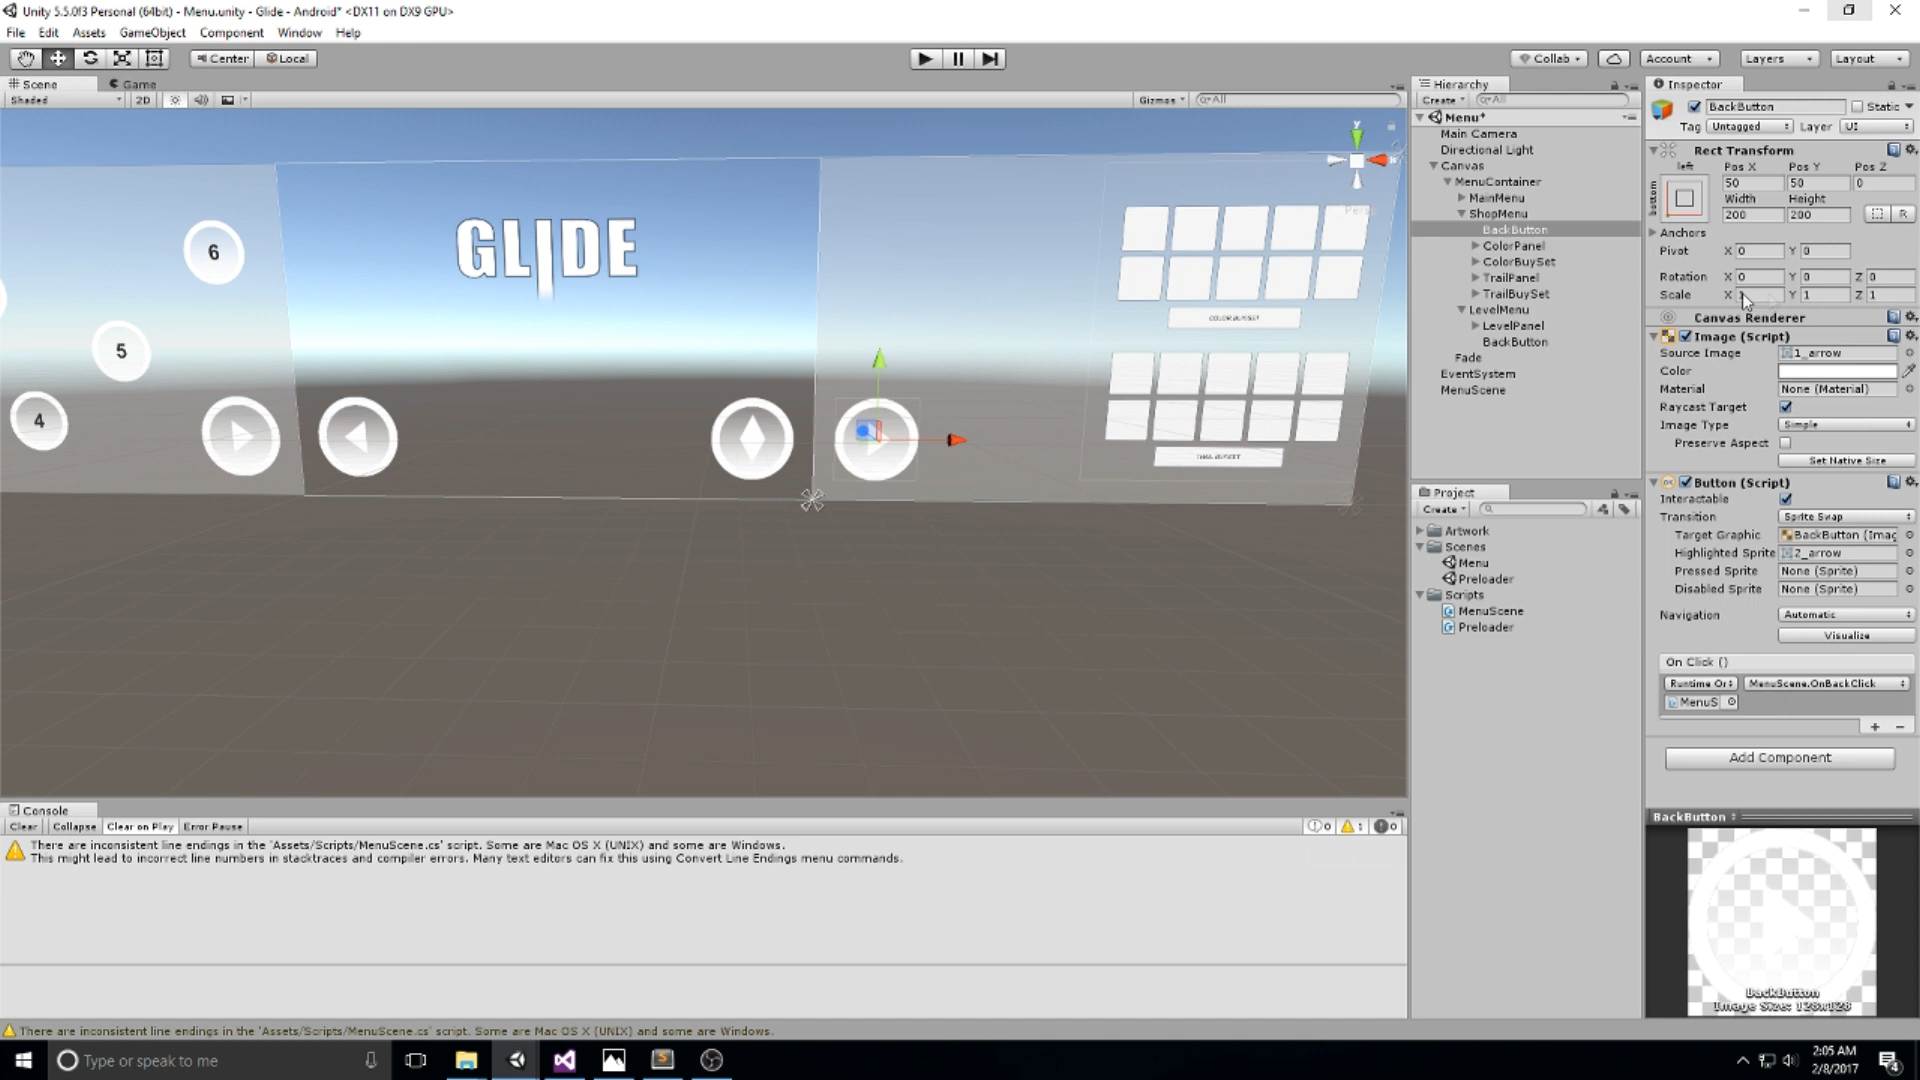 Unity 5.5.0f3 Personal (64bit) - Menu.unity - Glide - Android* <DX11 on DX9 GPU>
File Edit Assets GameObject Component Window Help
Center Local
Collab Account Layers Layout
Scene Game
Shaded 2D Gizmos All
y
GLIDE
6
5
4
COLOR BUY/SET
Hierarchy
Create All
Menu*
Main Camera
Directional Light
Canvas
MenuContainer
MainMenu
ShopMenu
BackButton
ColorPanel
ColorBuySet
TrailPanel
TrailBuySet
LevelMenu
LevelPanel
BackButton
Fade
EventSystem
MenuScene
Project
Create
Artwork
Scenes
Menu
Preloader
Scripts
MenuScene
Preloader
Inspector
BackButton Static
Tag Untagged Layer UI
Rect Transform
left Pos X Pos Y Pos Z
bottom 50 50 0
Width Height
200 200 R
Anchors
Pivot X 0 Y 0
Rotation X 0 Y 0 Z 0
Scale X Y 1 Z 1
Canvas Renderer
Image (Script)
Source Image 1_arrow
Color
Material None (Material)
Raycast Target
Image Type Simple
Preserve Aspect
Set Native Size
Button (Script)
Interactable
Transition Sprite Swap
Target Graphic BackButton (Imag
Highlighted Sprite 2_arrow
Pressed Sprite None (Sprite)
Disabled Sprite None (Sprite)
Navigation Automatic
Visualize
On Click ()
Runtime Or MenuScene.OnBackClick
MenuS
+ −
Add Component
BackButton
BackButton
Image Size: 128x128
Console
Clear Collapse Clear on Play Error Pause 0 1 0
There are inconsistent line endings in the 'Assets/Scripts/MenuScene.cs' script. Some are Mac OS X (UNIX) and some are Windows.
This might lead to incorrect line numbers in stacktraces and compiler errors. Many text editors can fix this using Convert Line Endings menu commands.
There are inconsistent line endings in the 'Assets/Scripts/MenuScene.cs' script. Some are Mac OS X (UNIX) and some are Windows.
Type or speak to me
2:05 AM
2/8/2017
4